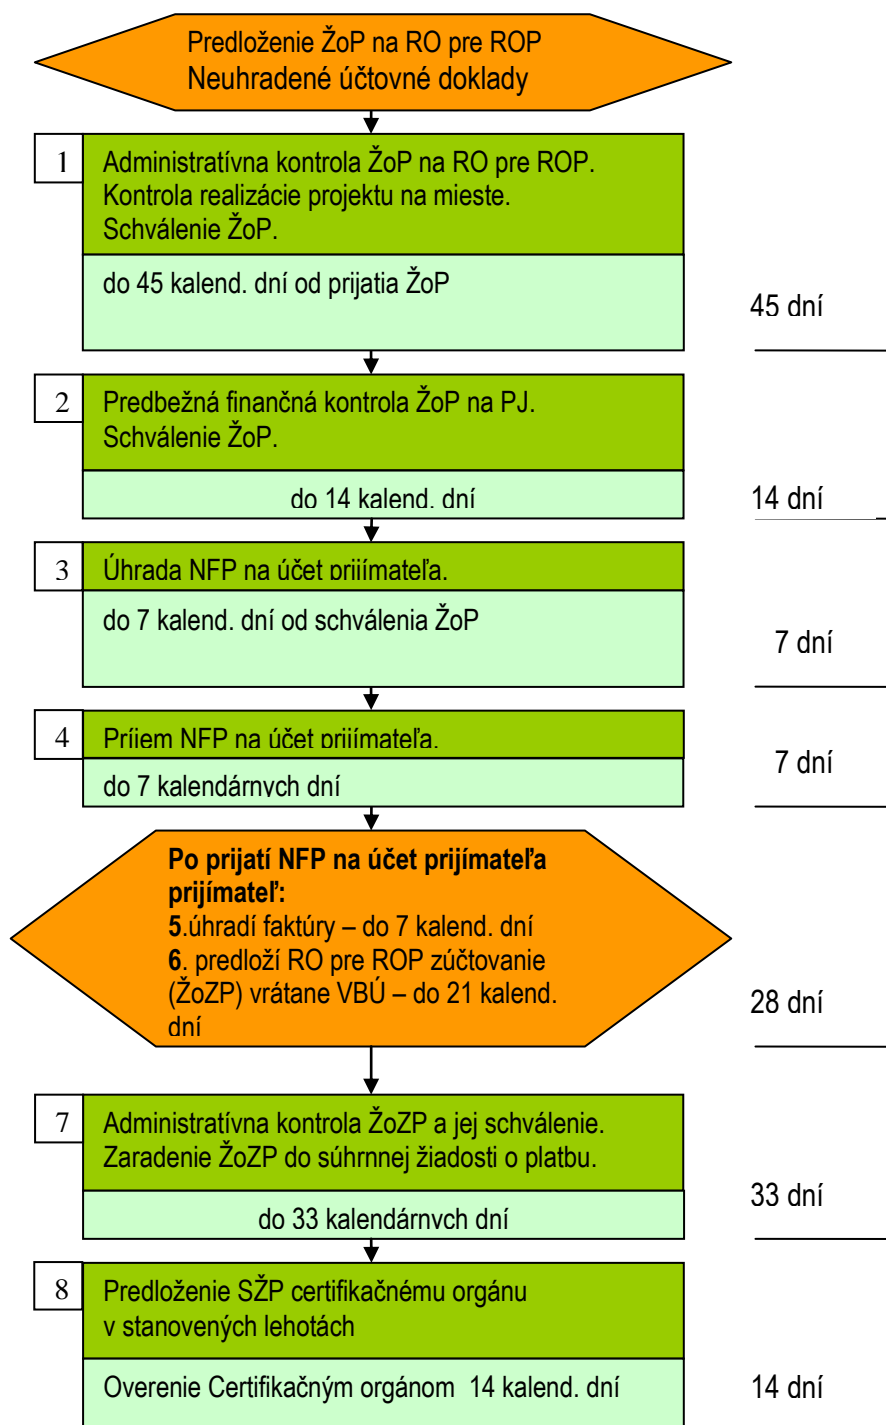 Predloženie ŽoP na RO pre ROP
Neuhradené účtovné doklady
1
Administratívna kontrola ŽoP na RO pre ROP.
Kontrola realizácie projektu na mieste.
Schválenie ŽoP.
do 45 kalend. dní od prijatia ŽoP
45 dní
2
Predbežná finančná kontrola ŽoP na PJ.
Schválenie ŽoP.
do 14 kalend. dní
14 dní
3
Úhrada NFP na účet prijímateľa.
do 7 kalend. dní od schválenia ŽoP
7 dní
4
Príjem NFP na účet prijímateľa.
do 7 kalendárnych dní
7 dní
Po prijatí NFP na účet prijímateľa
prijímateľ:
5.úhradí faktúry – do 7 kalend. dní
6. predloží RO pre ROP zúčtovanie
(ŽoZP) vrátane VBÚ – do 21 kalend.
dní
28 dní
7
Administratívna kontrola ŽoZP a jej schválenie.
Zaradenie ŽoZP do súhrnnej žiadosti o platbu.
do 33 kalendárnych dní
33 dní
8
Predloženie SŽP certifikačnému orgánu
v stanovených lehotách
Overenie Certifikačným orgánom 14 kalend. dní
14 dní